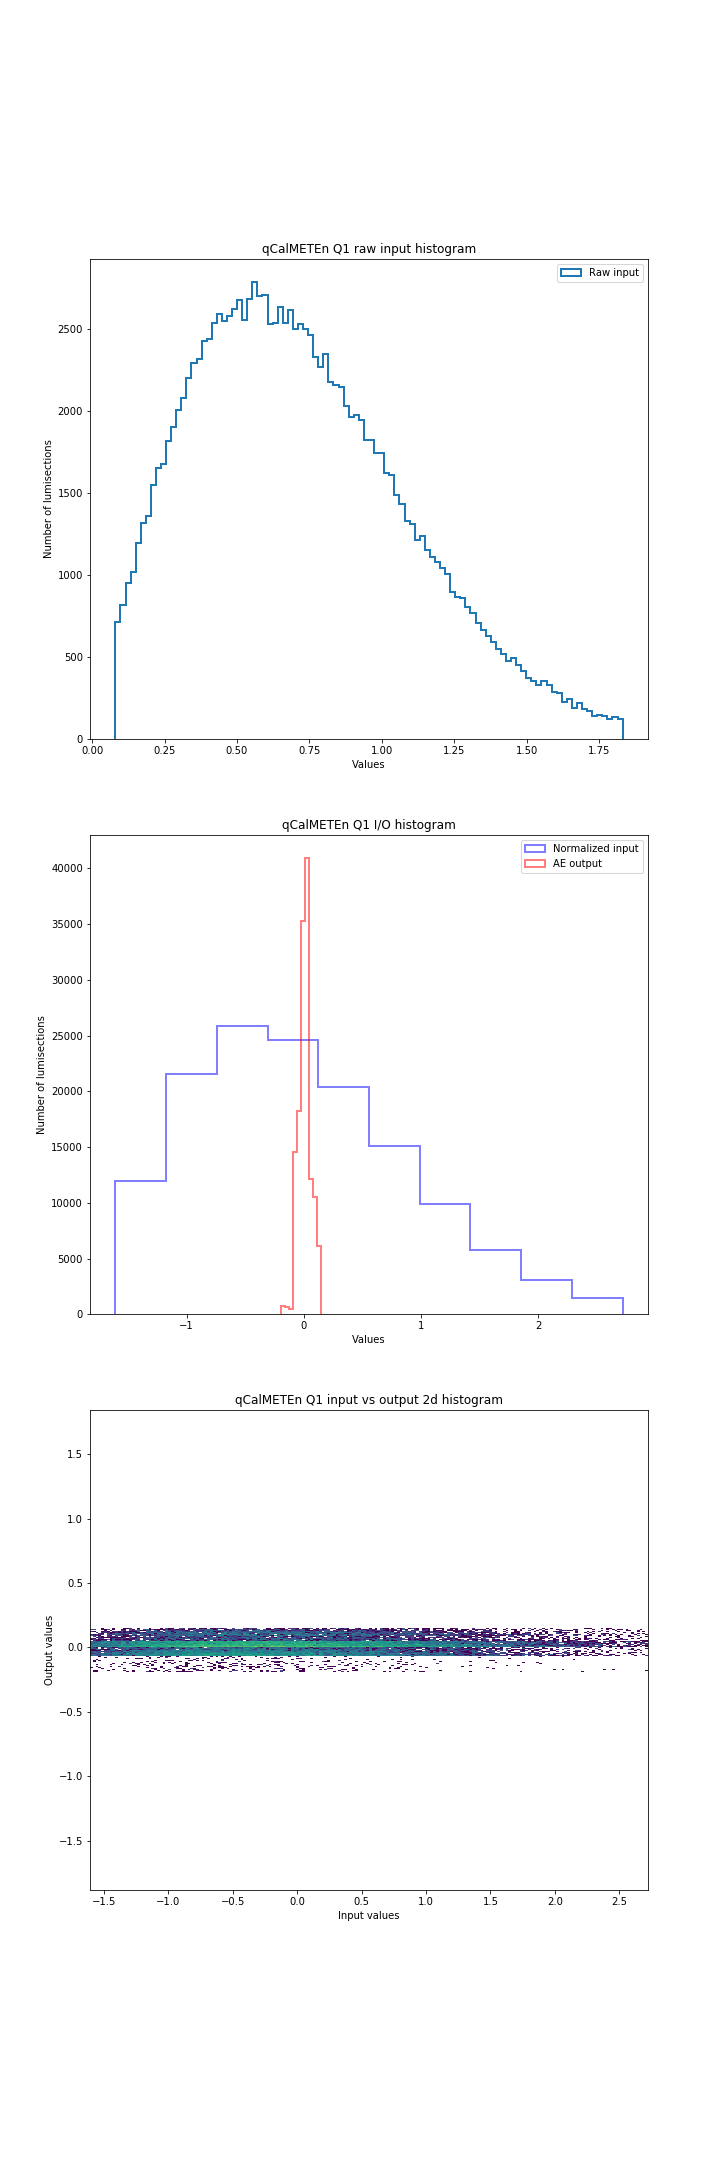 qCalMETEn Q1 raw input histogram
Raw input
2500
2000
1500
1000
500
0
Number of lumisections
0.00 0.25 0.50 0.75 1.00 1.25 1.50 1.75
Values
qCalMETEn Q1 I/O histogram
Normalized input
AE output
40000
35000
30000
25000
20000
15000
10000
5000
0
Number of lumisections
−1 0 1 2
Values
qCalMETEn Q1 input vs output 2d histogram
1.5
1.0
0.5
0.0
−0.5
−1.0
−1.5
Output values
−1.5 −1.0 −0.5 0.0 0.5 1.0 1.5 2.0 2.5
Input values